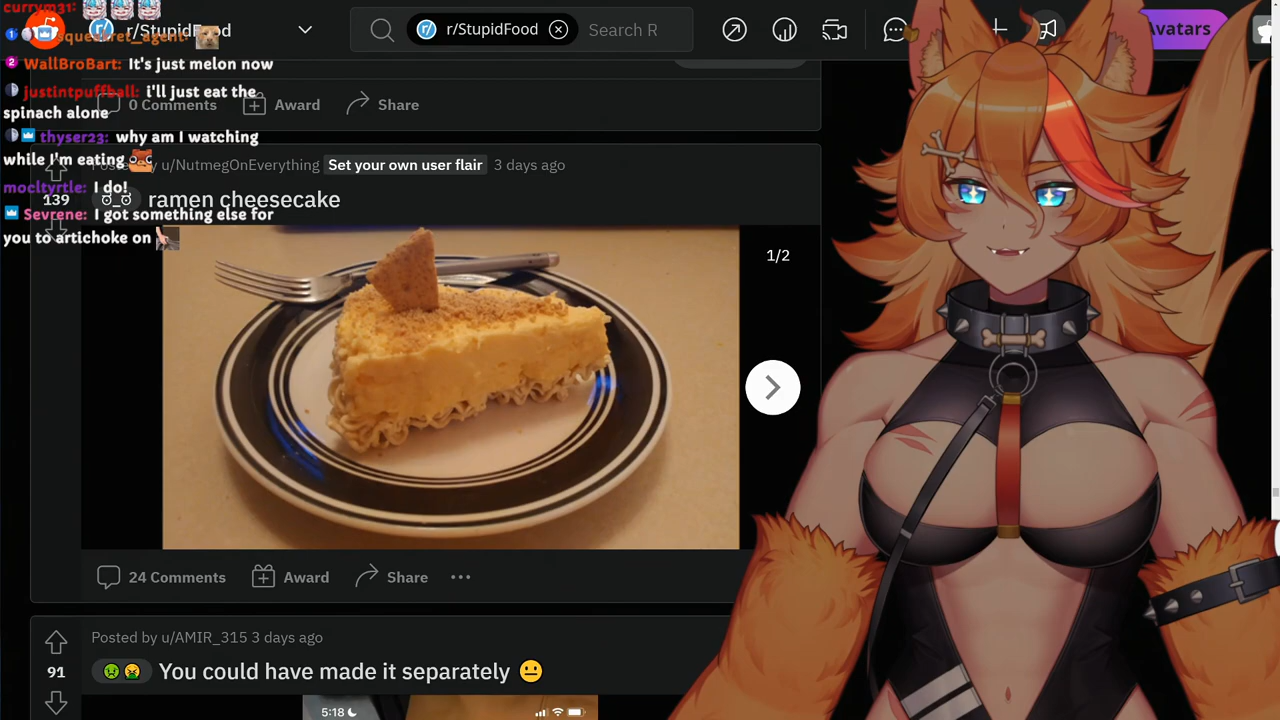 currym31:
r/StupidFood
r/StupidFood
Search R
Avatars
WallBroBart: It's just melon now
justintpuffball: i'll just eat the
spinach alone
0 Comments
Award
Share
thyser23: why am I watching
while I'm eating
u/NutmegOnEverything
Set your own user flair
3 days ago
mocltyrtle: I do!
139
ramen cheesecake
Sevrene: I got something else for
you to artichoke on
1/2
24 Comments
Award
Share
Posted by u/AMIR_315 3 days ago
91
You could have made it separately
5:18